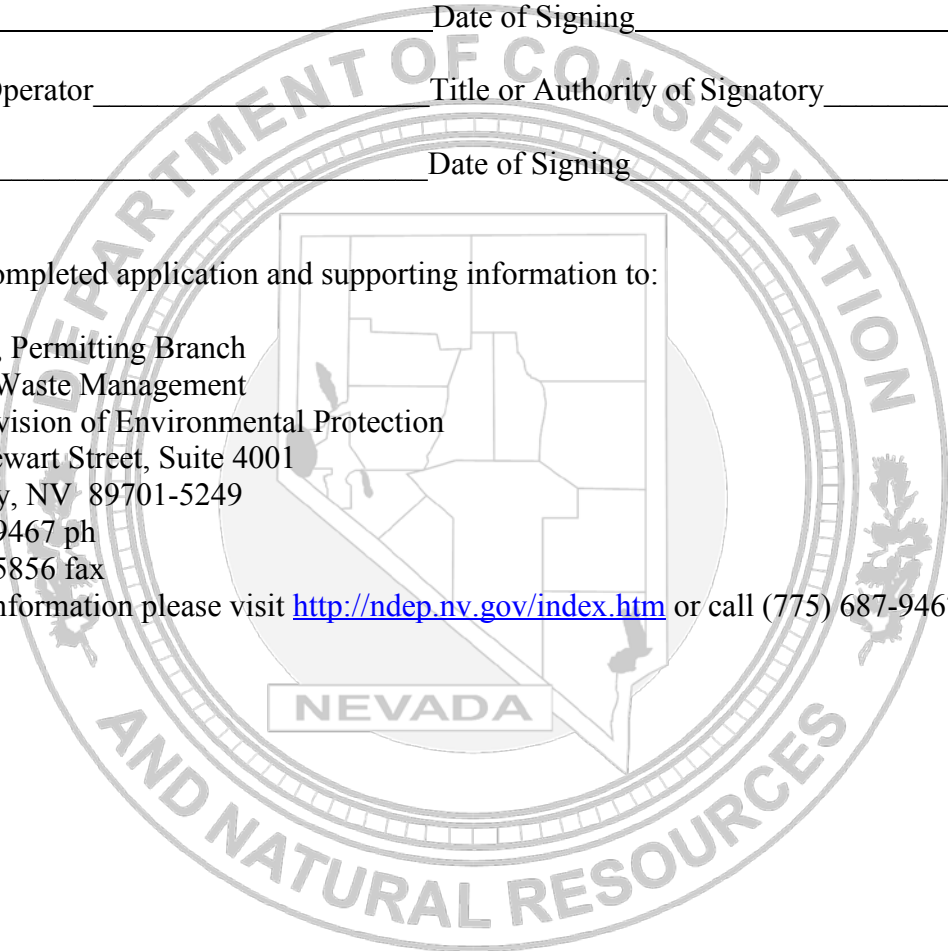 Date of Signing
Operator Title or Authority of Signatory
Date of Signing
completed application and supporting information to:
, Permitting Branch
Waste Management
vision of Environmental Protection
ewart Street, Suite 4001
y, NV 89701-5249
9467 ph
5856 fax
nformation please visit http://ndep.nv.gov/index.htm or call (775) 687-946
DEPARTMENT OF CONSERVATION
AND NATURAL RESOURCES
NEVADA